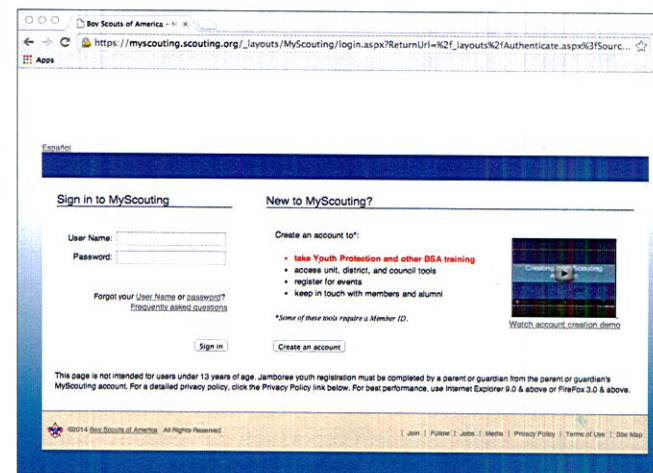 Boy Scouts of America –
https://myscouting.scouting.org/_layouts/MyScouting/login.aspx?ReturnUrl=%2f_layouts%2fAuthenticate.aspx%3fSourc...
Apps
Español
Sign in to MyScouting
User Name:
Password:
Forgot your User Name or password?
Frequently asked questions
Sign in
New to MyScouting?
Create an account to*:
• take Youth Protection and other BSA training
• access unit, district, and council tools
• register for events
• keep in touch with members and alumni
*Some of these tools require a Member ID.
Create an account
Creating Scouting
Watch account creation demo
This page is not intended for users under 13 years of age. Jamboree youth registration must be completed by a parent or guardian from the parent or guardian's
MyScouting account. For a detailed privacy policy, click the Privacy Policy link below. For best performance, use Internet Explorer 9.0 & above or FireFox 3.0 & above.
©2014 Boy Scouts of America All Rights Reserved
| Join | Follow | Jobs | Media | Privacy Policy | Terms of Use | Site Map